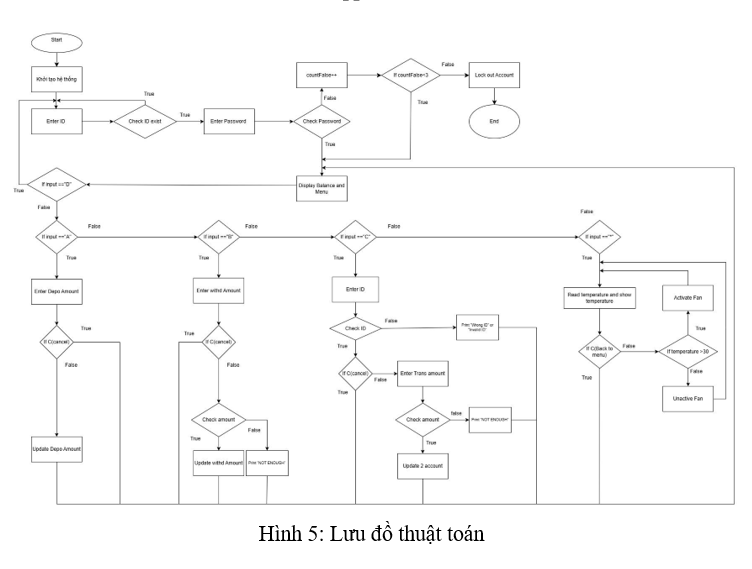 Start
Khởi tạo hệ thống
True
Enter ID
Check ID exist
True
Enter Password
countFalse++
False
Check Password
True
If countFalse<3
False
True
Lock out Account
End
Display Balance and
Menu
If input =="D"
True
False
If input =="A"
False
True
If input =="B"
False
True
If input =="C"
False
True
False
If input =="*"
True
Enter Depo Amount
If C(cancel)
True
False
Update Depo Amount
Enter withd Amount
True
If C(cancel)
False
Check amount
True
False
Update withd Amount
Print "NOT ENOUGH"
Enter ID
Check ID
False
Print "Wrong ID" or
"Invalid ID"
True
If C(cancel)
False
True
Enter Trans amount
Check amount
false
Print "NOT ENOUGH"
True
Update 2 account
Read temperature and show
temperature
If C(Back to
menu)
False
True
Activate Fan
True
If temperature >30
False
Unactive Fan
Hình 5: Lưu đồ thuật toán